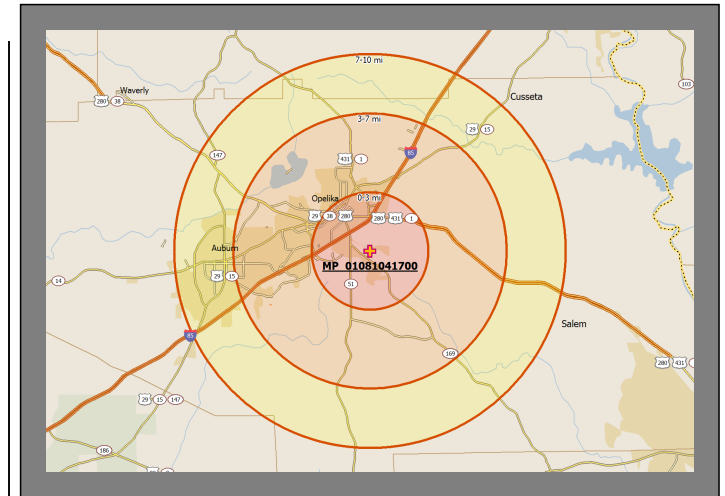 7-10 mi
Waverly
280 38
103
Cusseta
3-7 mi
29 15
147
431 1
85
Opelika
0-3 mi
29 38 280
280 431 1
Auburn
MP_01081041700
29 15
14
51
Salem
85
169
280 431
29 15 147
186